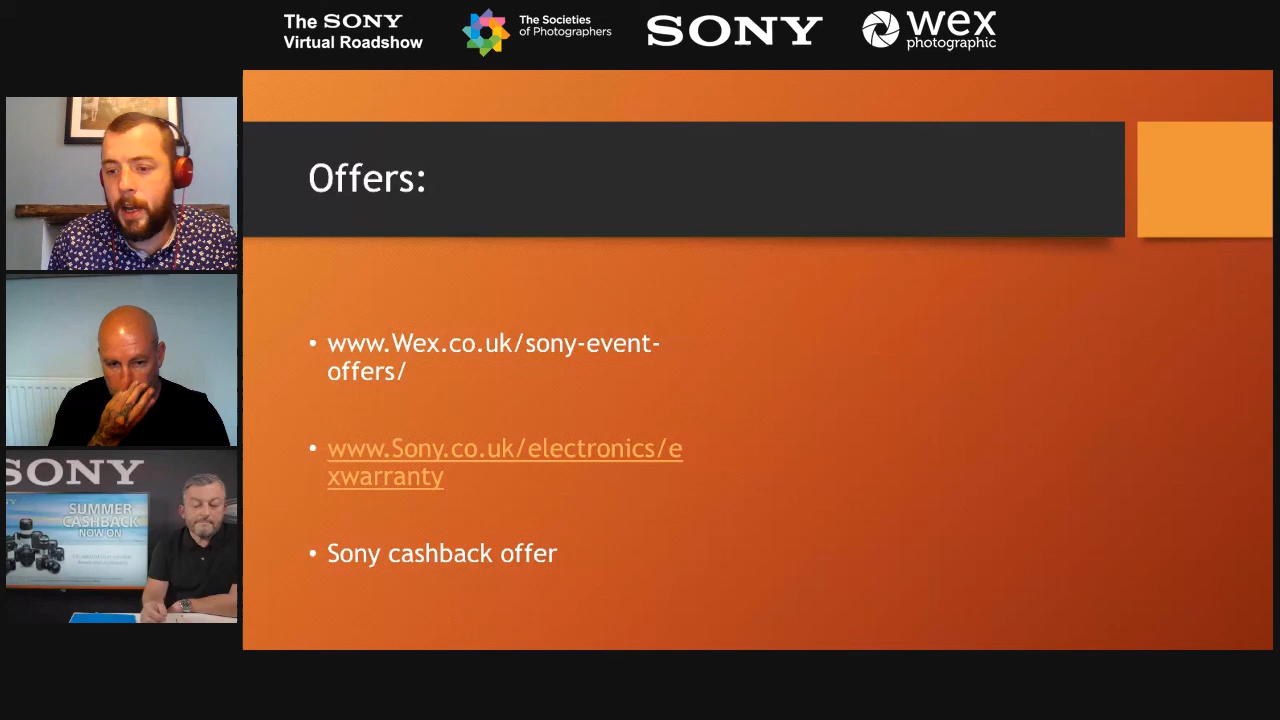 The SONY
Virtual Roadshow
The Societies
of Photographers
SONY
wex
photographic
Offers:
• www.Wex.co.uk/sony-event-
offers/
• www.Sony.co.uk/electronics/e
xwarranty
• Sony cashback offer
SONY
SUMMER
CASHBACK
NOW ON